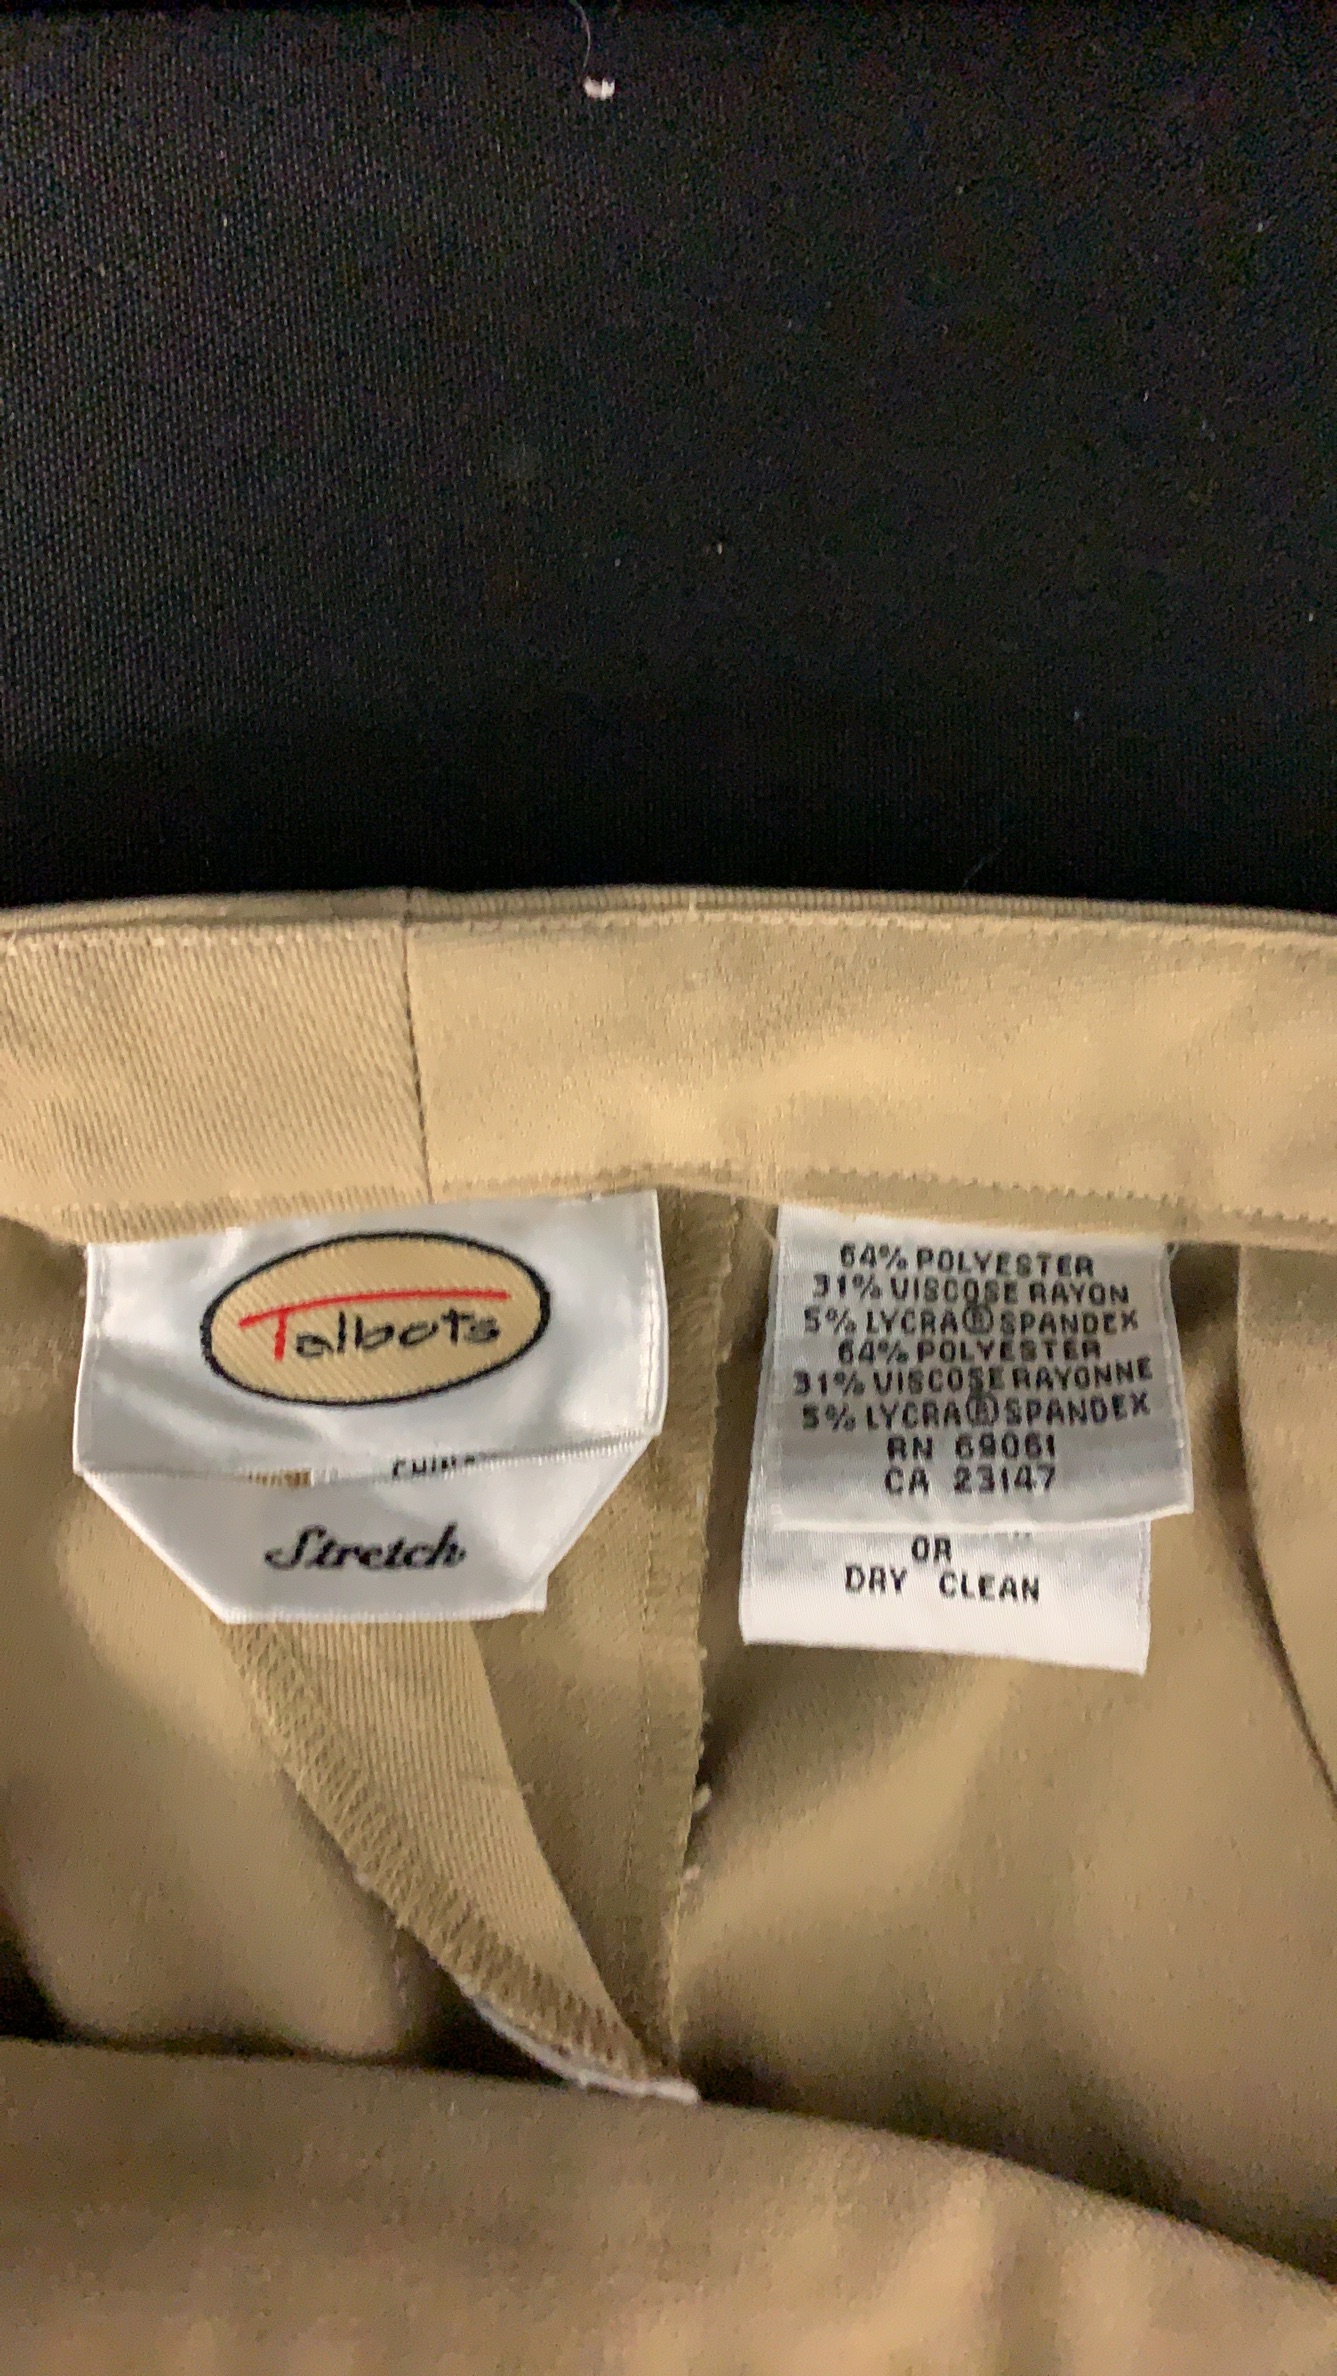 Talbots
Stretch
64% POLYESTER
31% VISCOSE RAYON
5% LYCRA® SPANDEX
64% POLYESTER
31% VISCOSE RAYONNE
5% LYCRA® SPANDEX
RN 69061
CA 23147
OR
DRY CLEAN